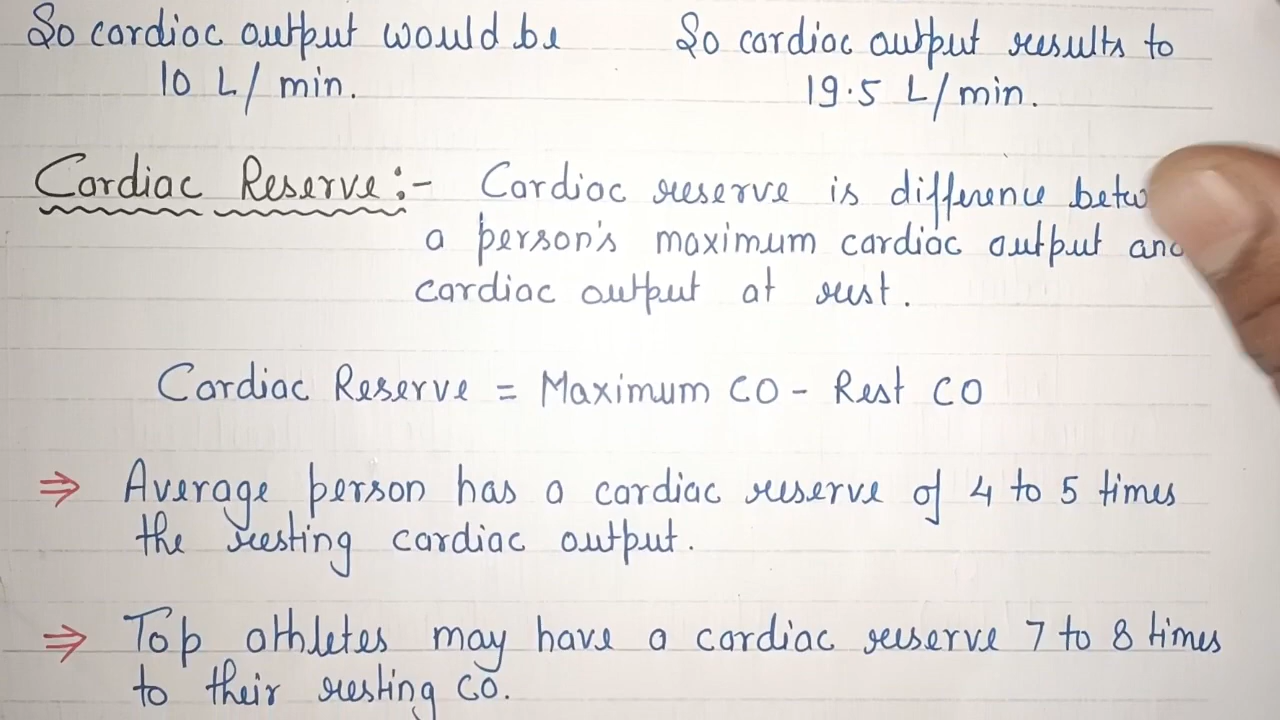 So cardiac output would be
10 L/min.
So cardiac output results to
19.5 L/min.
Cardiac Reserve:- Cardiac reserve is difference betw
a person's maximum cardiac output and
cardiac output at rest.
Cardiac Reserve = Maximum CO - Rest CO
⇒ Average person has a cardiac reserve of 4 to 5 times
the resting cardiac output.
⇒ Top athletes may have a cardiac reserve 7 to 8 times
to their resting CO.